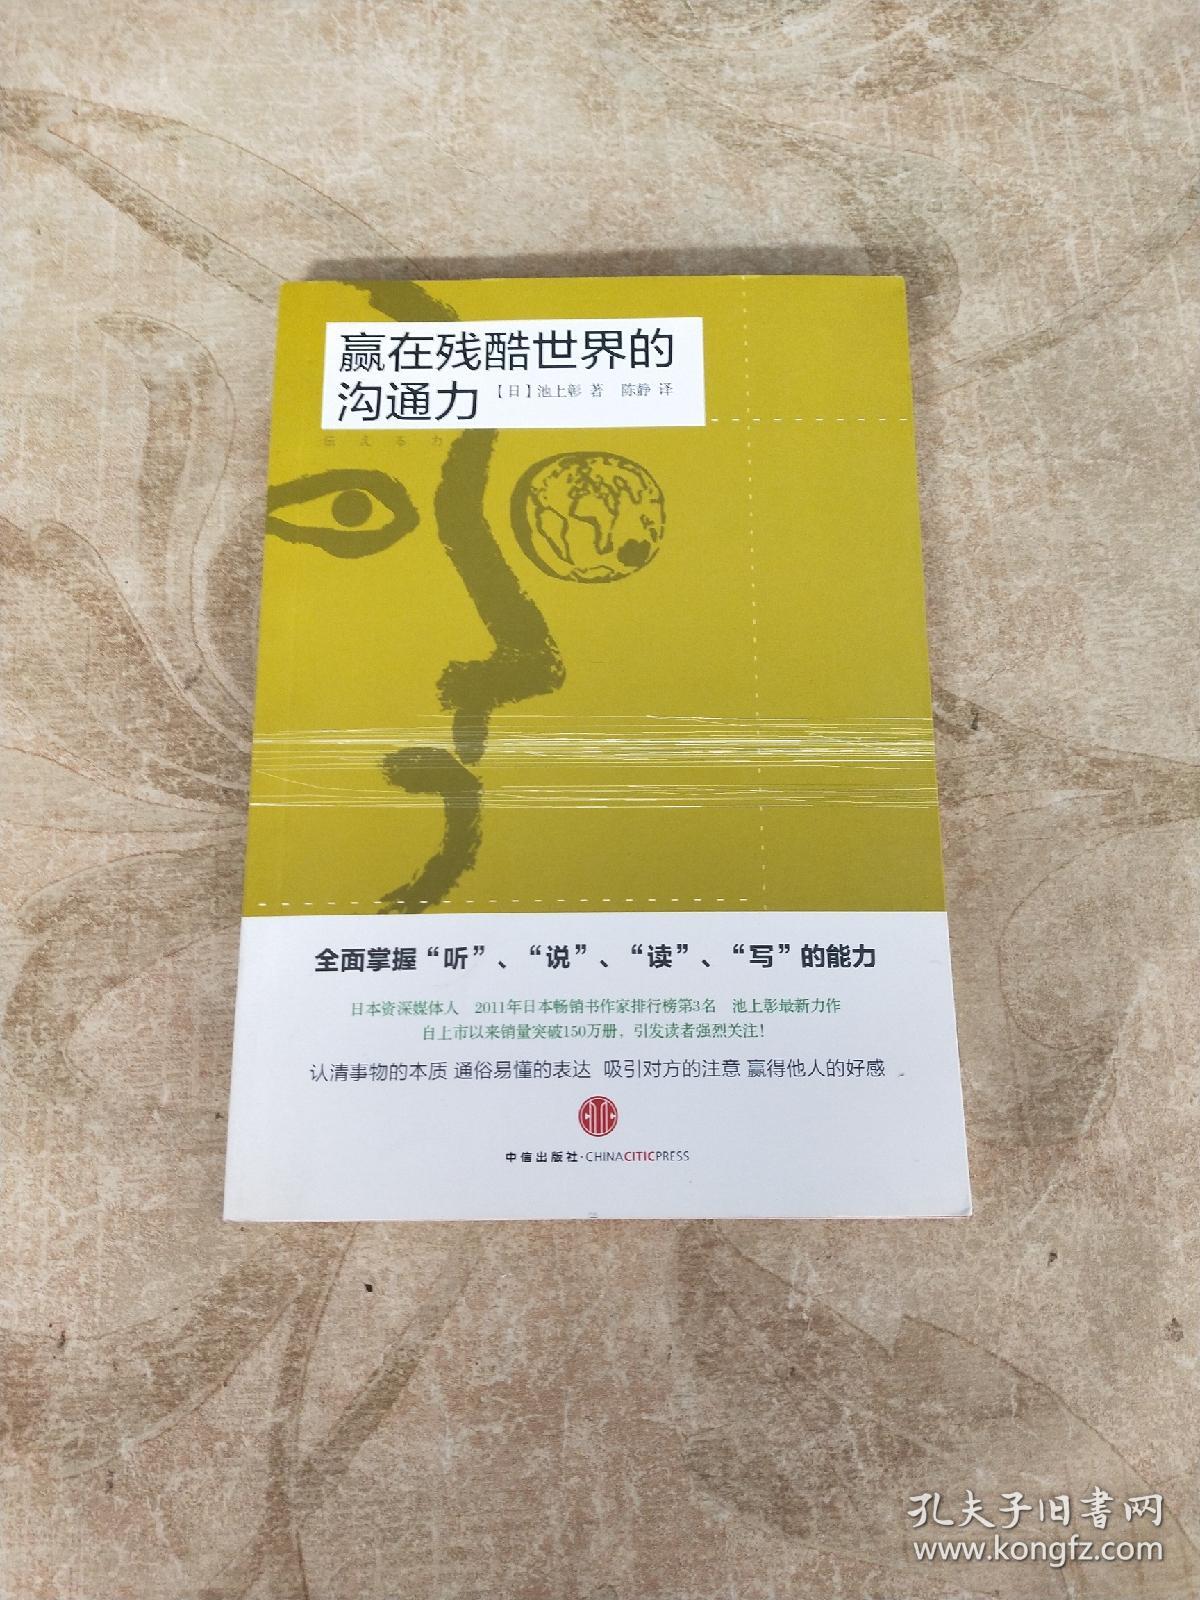 赢在残酷世界的
沟通力 【日】池上彰 著 陈静 译
伝える力
全面掌握“听”、“说”、“读”、“写”的能力
日本资深媒体人 2011年日本畅销书作家排行榜第3名 池上彰最新力作
自上市以来销量突破150万册，引发读者强烈关注！
认清事物的本质 通俗易懂的表达 吸引对方的注意 赢得他人的好感
中信出版社·CHINACITICPRESS
孔夫子旧书网
www.kongfz.com